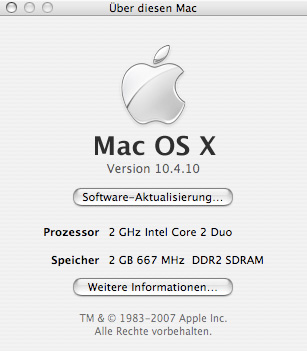 Über diesen Mac
Mac OS X
Version 10.4.10
Software-Aktualisierung...
Prozessor 2 GHz Intel Core 2 Duo
Speicher 2 GB 667 MHz DDR2 SDRAM
Weitere Informationen...
TM & © 1983-2007 Apple Inc.
Alle Rechte vorbehalten.